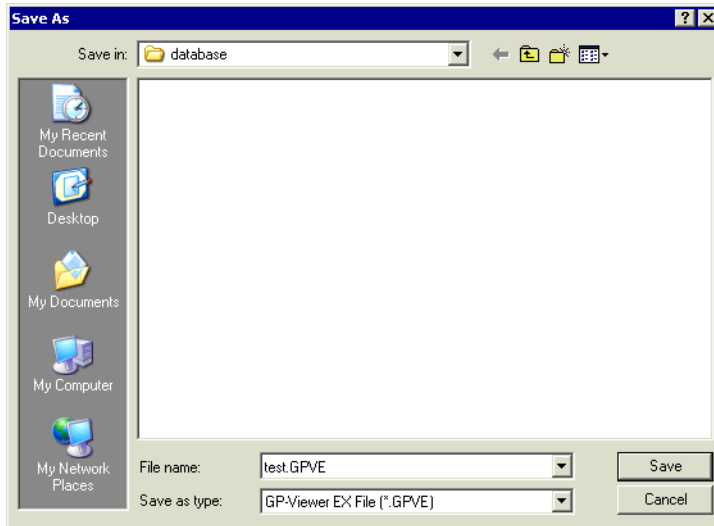 Save As
Save in: database
My Recent
Documents
Desktop
My Documents
My Computer
My Network
Places
File name: test.GPVE Save
Save as type: GP-Viewer EX File (*.GPVE) Cancel